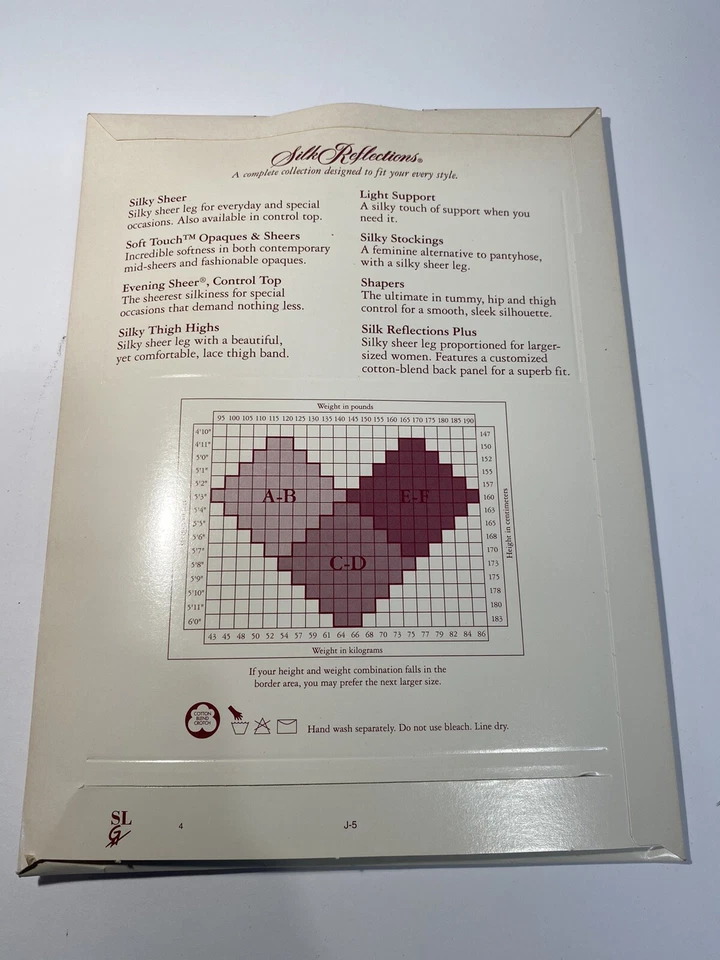 Silk Reflections®
A complete collection designed to fit your every style.
Silky Sheer
Silky sheer leg for everyday and special
occasions. Also available in control top.
Soft Touch™ Opaques & Sheers
Incredible softness in both contemporary
mid-sheers and fashionable opaques.
Evening Sheer®, Control Top
The sheerest silkiness for special
occasions that demand nothing less.
Silky Thigh Highs
Silky sheer leg with a beautiful,
yet comfortable, lace thigh band.
Light Support
A silky touch of support when you
need it.
Silky Stockings
A feminine alternative to pantyhose,
with a silky sheer leg.
Shapers
The ultimate in tummy, hip and thigh
control for a smooth, sleek silhouette.
Silk Reflections Plus
Silky sheer leg proportioned for larger-
sized women. Features a customized
cotton-blend back panel for a superb fit.
Weight in pounds
95 100 105 110 115 120 125 130 135 140 145 150 155 160 165 170 175 180 185 190
4'10" 147
4'11" 150
5'0" 152
5'1" 155
5'2" 157
5'3" A-B E-F 160
5'4" 163
5'5" 165
5'6" 168
5'7" 170
5'8" C-D 173
5'9" 175
5'10" 178
5'11" 180
6'0" 183
Height in centimeters
43 45 48 50 52 54 57 59 61 64 66 68 70 73 75 77 79 82 84 86
Weight in kilograms
If your height and weight combination falls in the
border area, you may prefer the next larger size.
COTTON
BLEND
CROTCH
Hand wash separately. Do not use bleach. Line dry.
SL
G
4
J-5